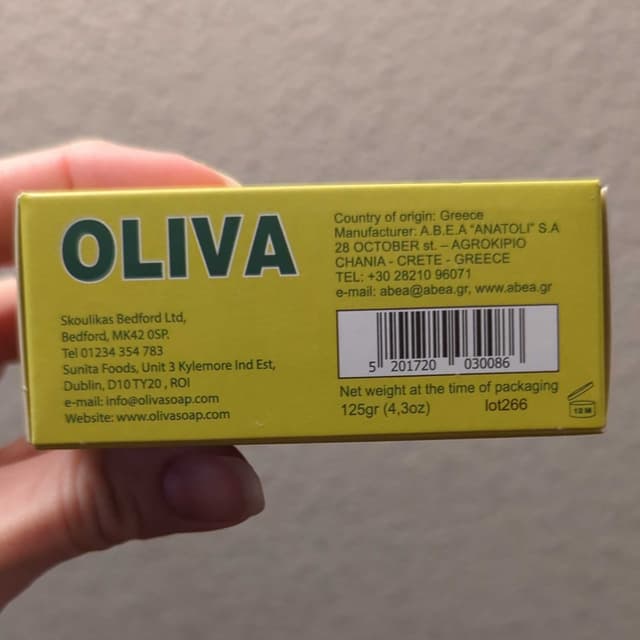 OLIVA
Skoulikas Bedford Ltd,
Bedford, MK42 0SP.
Tel 01234 354 783
Sunita Foods, Unit 3 Kylemore Ind Est,
Dublin, D10 TY20 , ROI
e-mail: info@olivasoap.com
Website: www.olivasoap.com
Country of origin: Greece
Manufacturer: A.B.E.A "ANATOLI" S.A
28 OCTOBER st. – AGROKIPIO
CHANIA - CRETE - GREECE
TEL: +30 28210 96071
e-mail: abea@abea.gr, www.abea.gr
5 201720 030086
Net weight at the time of packaging
125gr (4,3oz) lot266
12 M